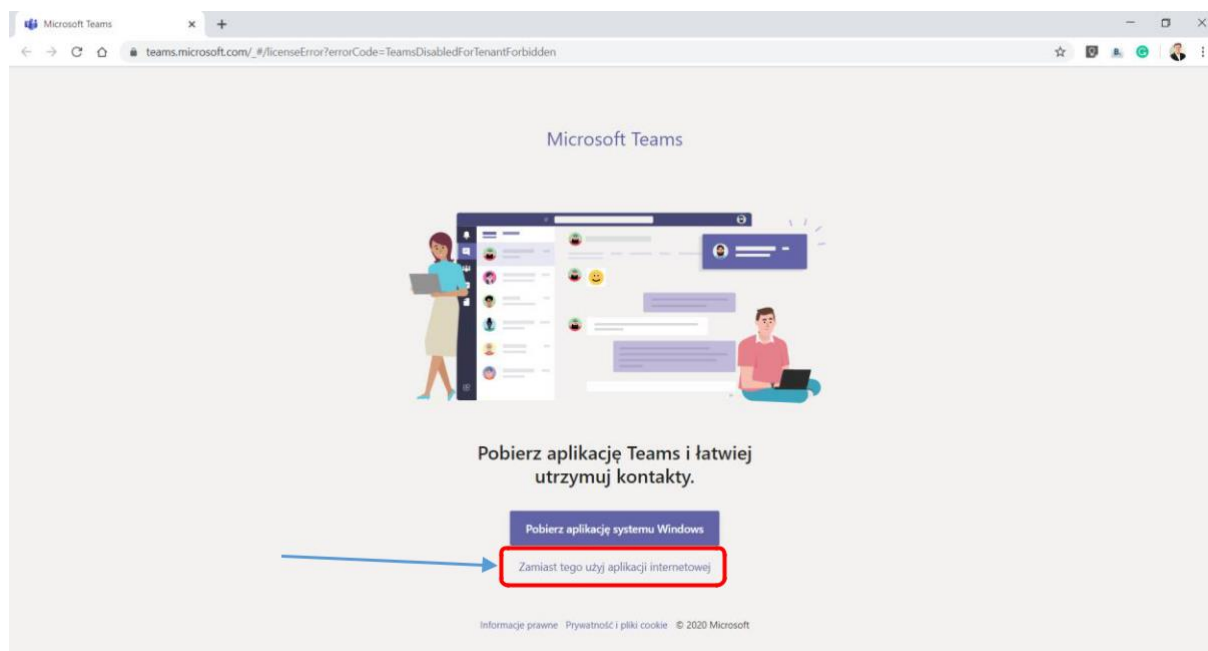 Microsoft Teams
teams.microsoft.com/_#/licenseError?errorCode=TeamsDisabledForTenantForbidden
Microsoft Teams
Pobierz aplikację Teams i łatwiej
utrzymuj kontakty.
Pobierz aplikację systemu Windows
Zamiast tego użyj aplikacji internetowej
Informacje prawne Prywatność i pliki cookie © 2020 Microsoft